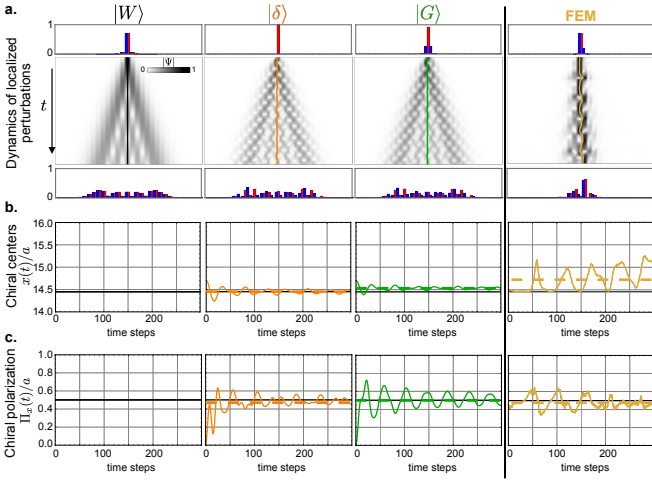 a.
|W⟩
|δ⟩
|G⟩
FEM
Dynamics of localized
perturbations
1
0
|Ψ|
0
1
t
1
0
b.
Chiral centers
x(t)/a
16.0
15.5
15.0
14.5
14.0
0
100
200
time steps
0
100
200
time steps
0
100
200
time steps
0
100
200
time steps
c.
Chiral polarization
Π_x(t)/a
1.0
0.8
0.6
0.4
0.2
0.0
0
100
200
time steps
0
100
200
time steps
0
100
200
time steps
0
100
200
time steps